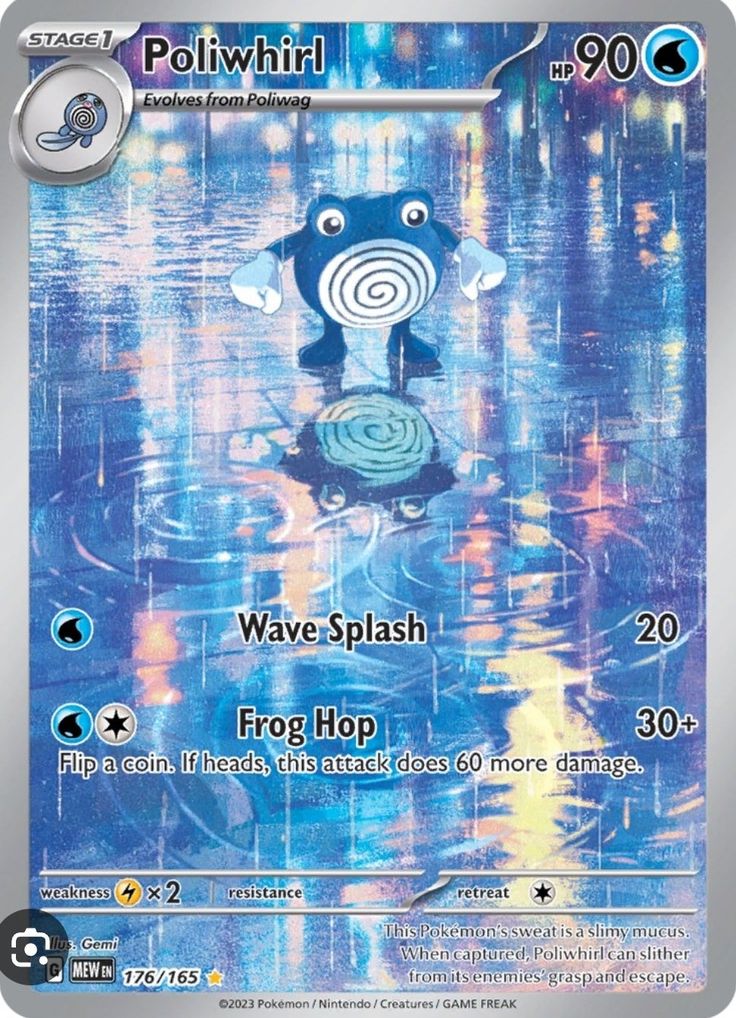 STAGE1
Poliwhirl
HP 90
Evolves from Poliwag
Wave Splash 20
Frog Hop 30+
Flip a coin. If heads, this attack does 60 more damage.
weakness ×2 resistance retreat
This Pokémon's sweat is a slimy mucus.
When captured, Poliwhirl can slither
from its enemies' grasp and escape.
Illus. Gemi
G MEW EN 176/165
©2023 Pokémon / Nintendo / Creatures / GAME FREAK